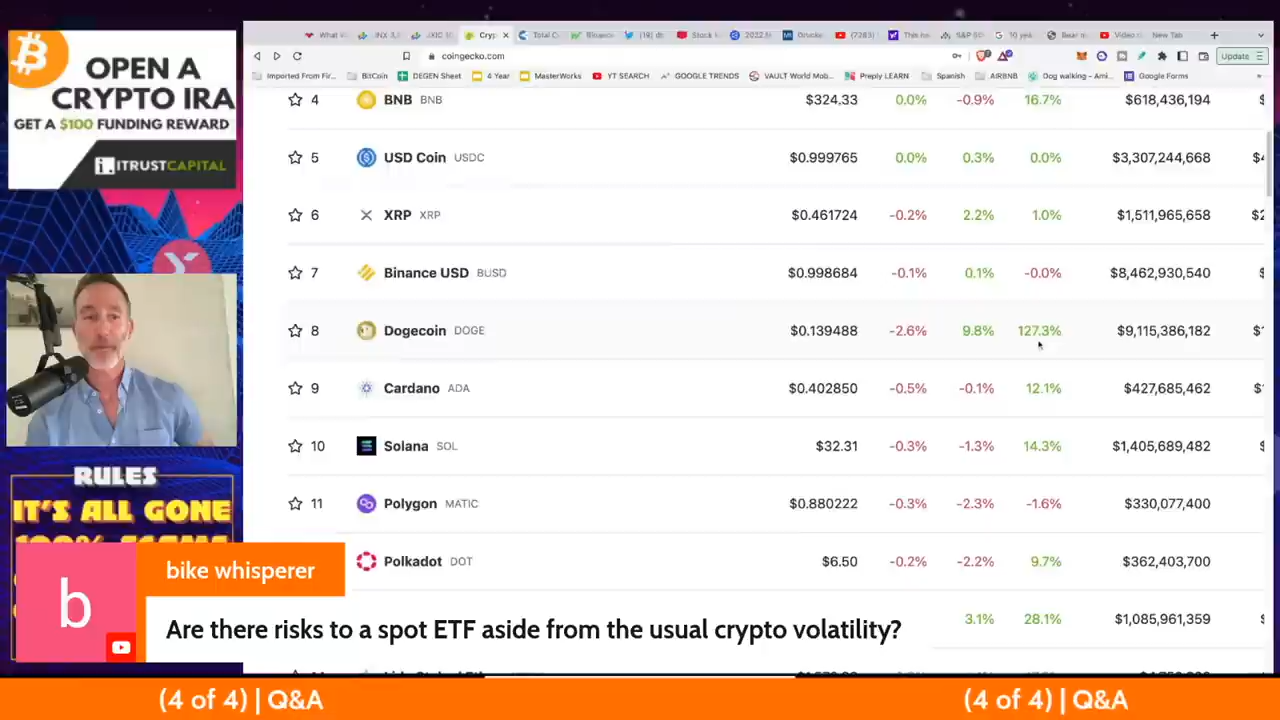 OPEN A
CRYPTO IRA
GET A $100 FUNDING REWARD
ITRUSTCAPITAL
RULES
IT'S ALL GONE
coingecko.com
Update
Imported From Fir...
BitCoin
DEGEN Sheet
4 Year
MasterWorks
YT SEARCH
GOOGLE TRENDS
VAULT World Mob...
Preply LEARN
Spanish
AIRBNB
Dog walking - Ami...
Google Forms
4 BNB BNB $324.33 0.0% -0.9% 16.7% $618,436,194
5 USD Coin USDC $0.999765 0.0% 0.3% 0.0% $3,307,244,668
6 XRP XRP $0.461724 -0.2% 2.2% 1.0% $1,511,965,658
7 Binance USD BUSD $0.998684 -0.1% 0.1% -0.0% $8,462,930,540
8 Dogecoin DOGE $0.139488 -2.6% 9.8% 127.3% $9,115,386,182
9 Cardano ADA $0.402850 -0.5% -0.1% 12.1% $427,685,462
10 Solana SOL $32.31 -0.3% -1.3% 14.3% $1,405,689,482
11 Polygon MATIC $0.880222 -0.3% -2.3% -1.6% $330,077,400
Polkadot DOT $6.50 -0.2% -2.2% 9.7% $362,403,700
3.1% 28.1% $1,085,961,359
b
bike whisperer
Are there risks to a spot ETF aside from the usual crypto volatility?
(4 of 4) | Q&A
(4 of 4) | Q&A